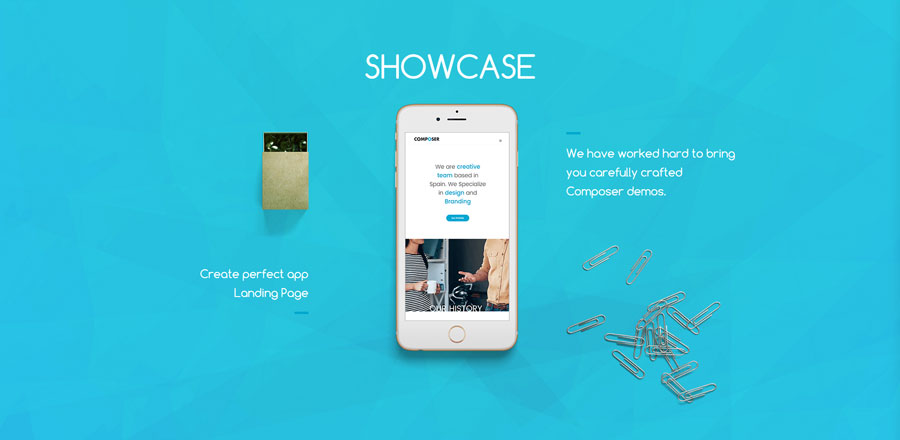 SHOWCASE
COMPOSER
We are creative
team based in
Spain. We Specialize
in design and
Branding
OUR HISTORY
Create perfect app
Landing Page
We have worked hard to bring
you carefully crafted
Composer demos.